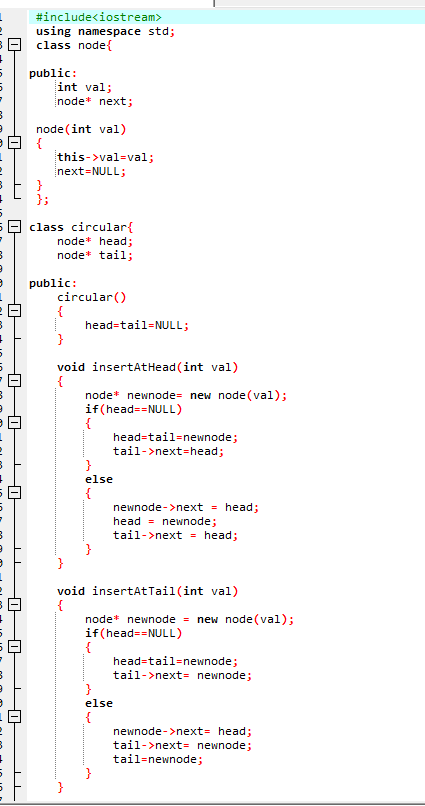 #include<iostream>
using namespace std;
class node{
public:
int val;
node* next;
node(int val)
{
this->val=val;
next=NULL;
}
};
class circular{
node* head;
node* tail;
public:
circular()
{
head=tail=NULL;
}
void insertAtHead(int val)
{
node* newnode= new node(val);
if(head==NULL)
{
head=tail=newnode;
tail->next=head;
}
else
{
newnode->next = head;
head = newnode;
tail->next = head;
}
}
void insertAtTail(int val)
{
node* newnode = new node(val);
if(head==NULL)
{
head=tail=newnode;
tail->next= newnode;
}
else
{
newnode->next= head;
tail->next= newnode;
tail=newnode;
}
}